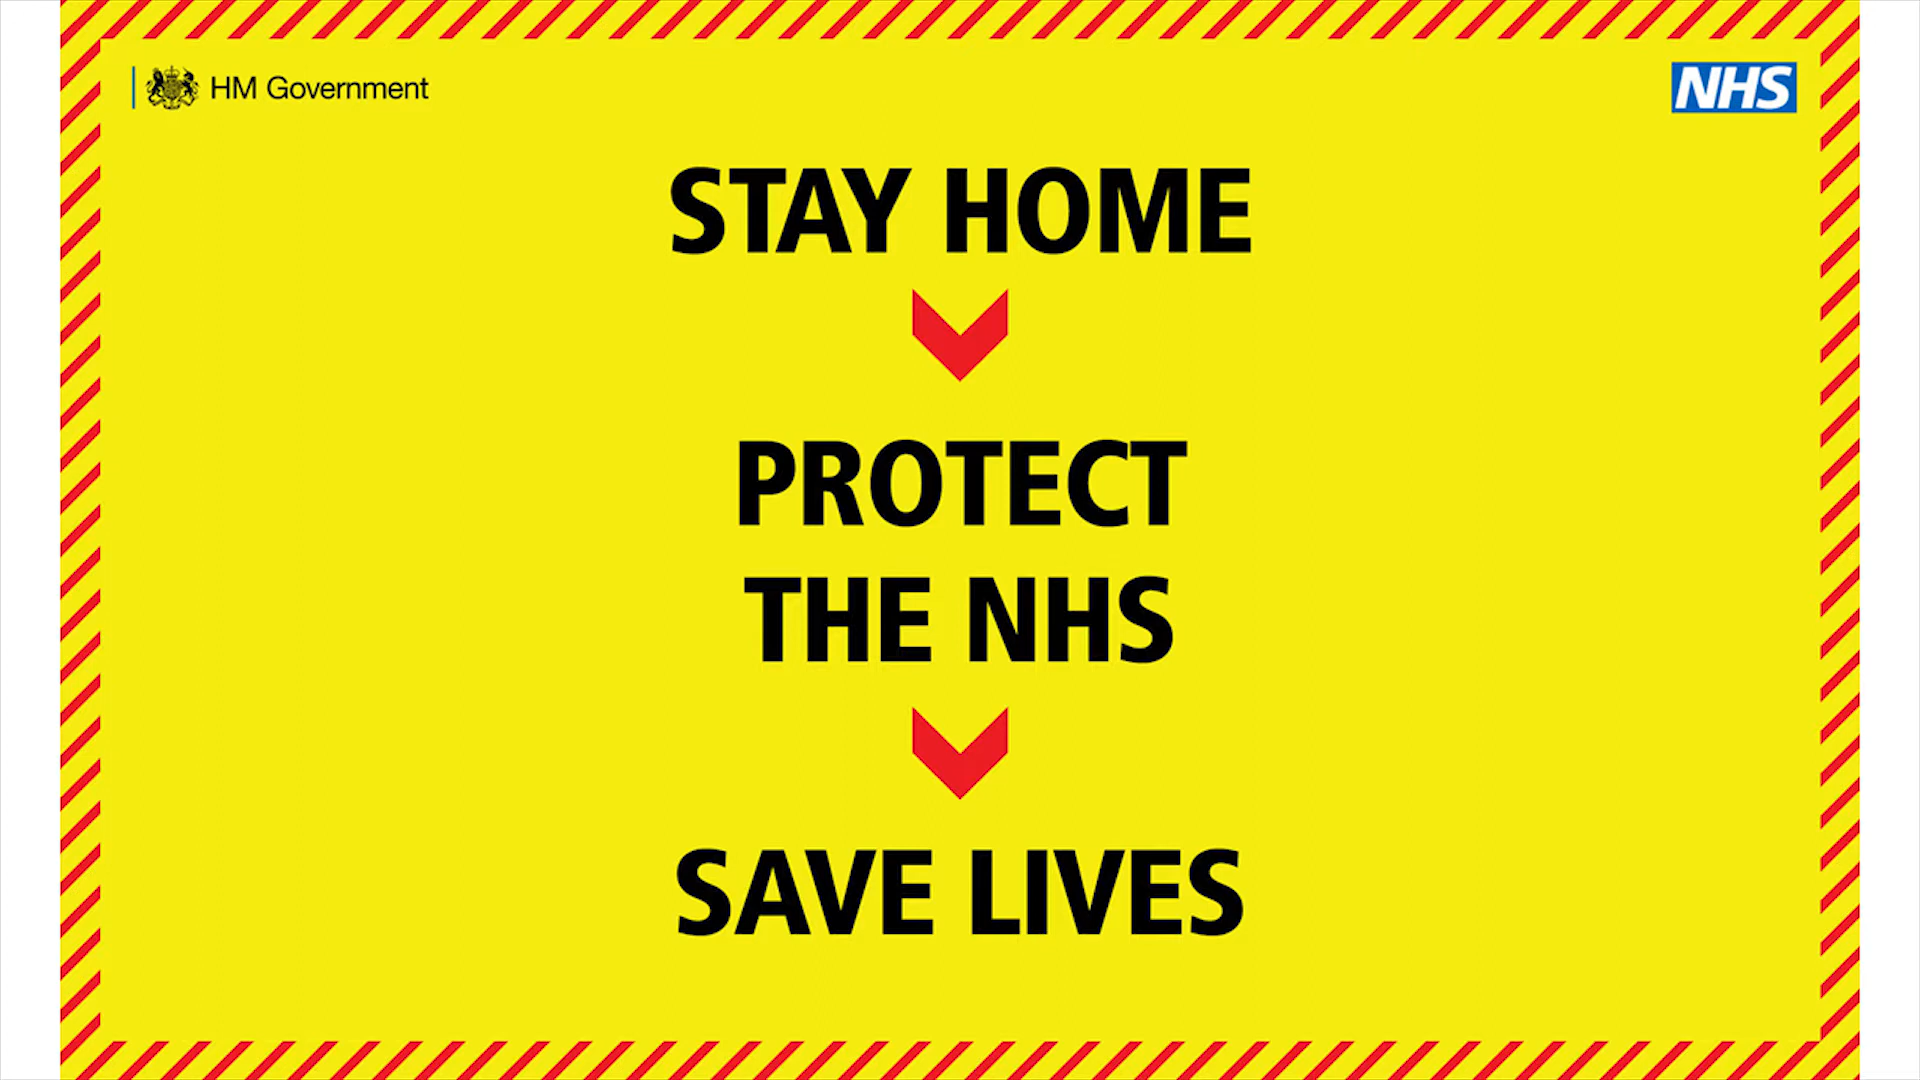 HM Government
NHS
STAY HOME
PROTECT
THE NHS
SAVE LIVES